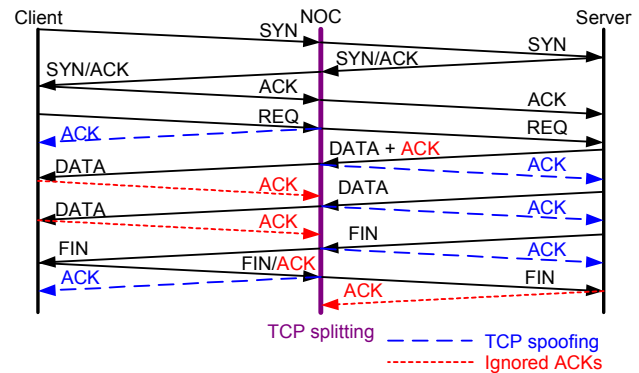 Client NOC Server
SYN
SYN
SYN/ACK
SYN/ACK
ACK
ACK
REQ
REQ
ACK
DATA + ACK
DATA
ACK
ACK
DATA
DATA
ACK
ACK
FIN
FIN
ACK
FIN/ACK
ACK
FIN
ACK
TCP splitting
TCP spoofing
Ignored ACKs